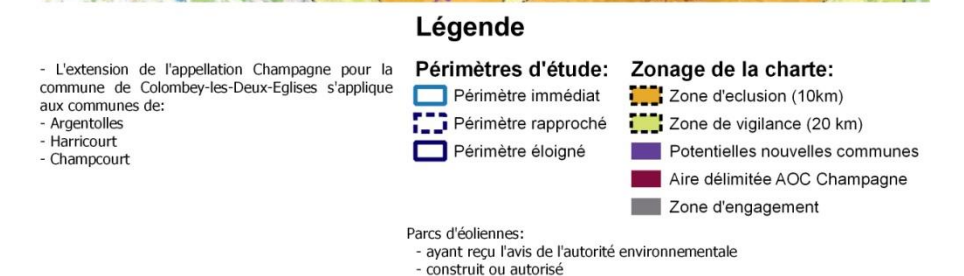 Légende
- L'extension de l'appellation Champagne pour la
commune de Colombey-les-Deux-Eglises s'applique
aux communes de:
- Argentolles
- Harricourt
- Champcourt
Périmètres d'étude:
Périmètre immédiat
Périmètre rapproché
Périmètre éloigné
Zonage de la charte:
Zone d'eclusion (10km)
Zone de vigilance (20 km)
Potentielles nouvelles communes
Aire délimitée AOC Champagne
Zone d'engagement
Parcs d'éoliennes:
- ayant reçu l'avis de l'autorité environnementale
- construit ou autorisé